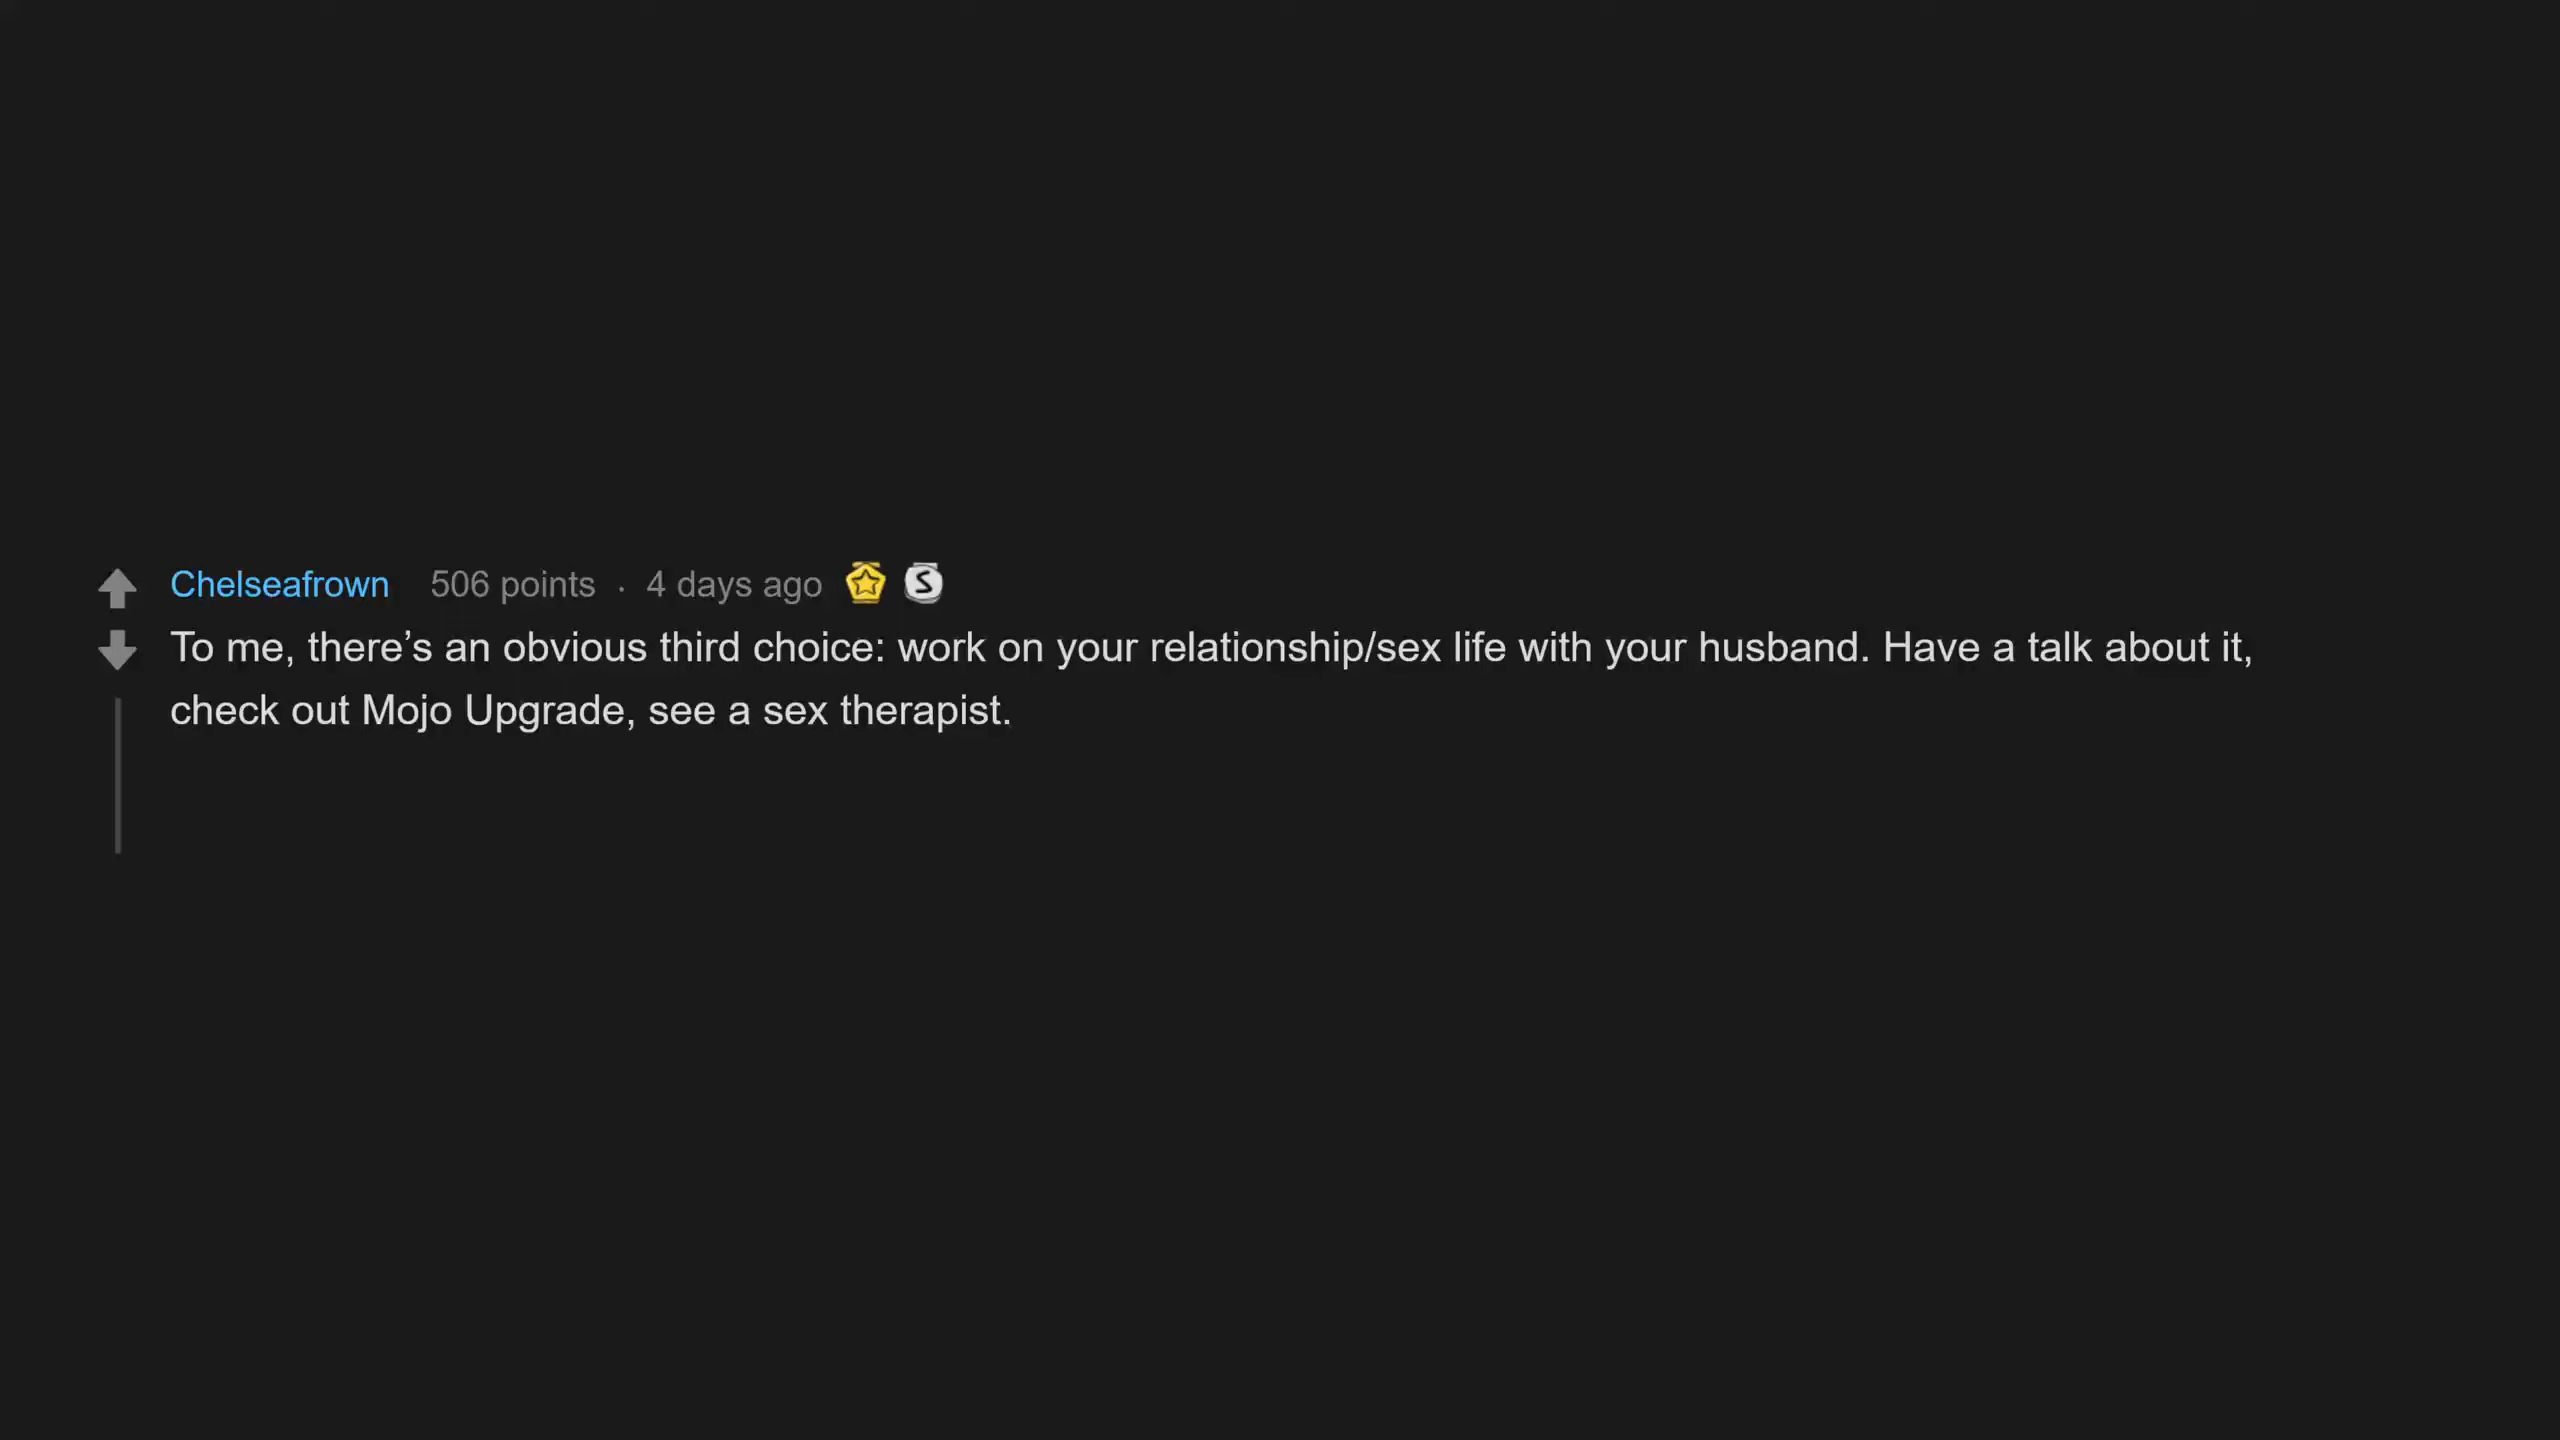 Chelseafrown 506 points · 4 days ago S
To me, there’s an obvious third choice: work on your relationship/sex life with your husband. Have a talk about it,
check out Mojo Upgrade, see a sex therapist.